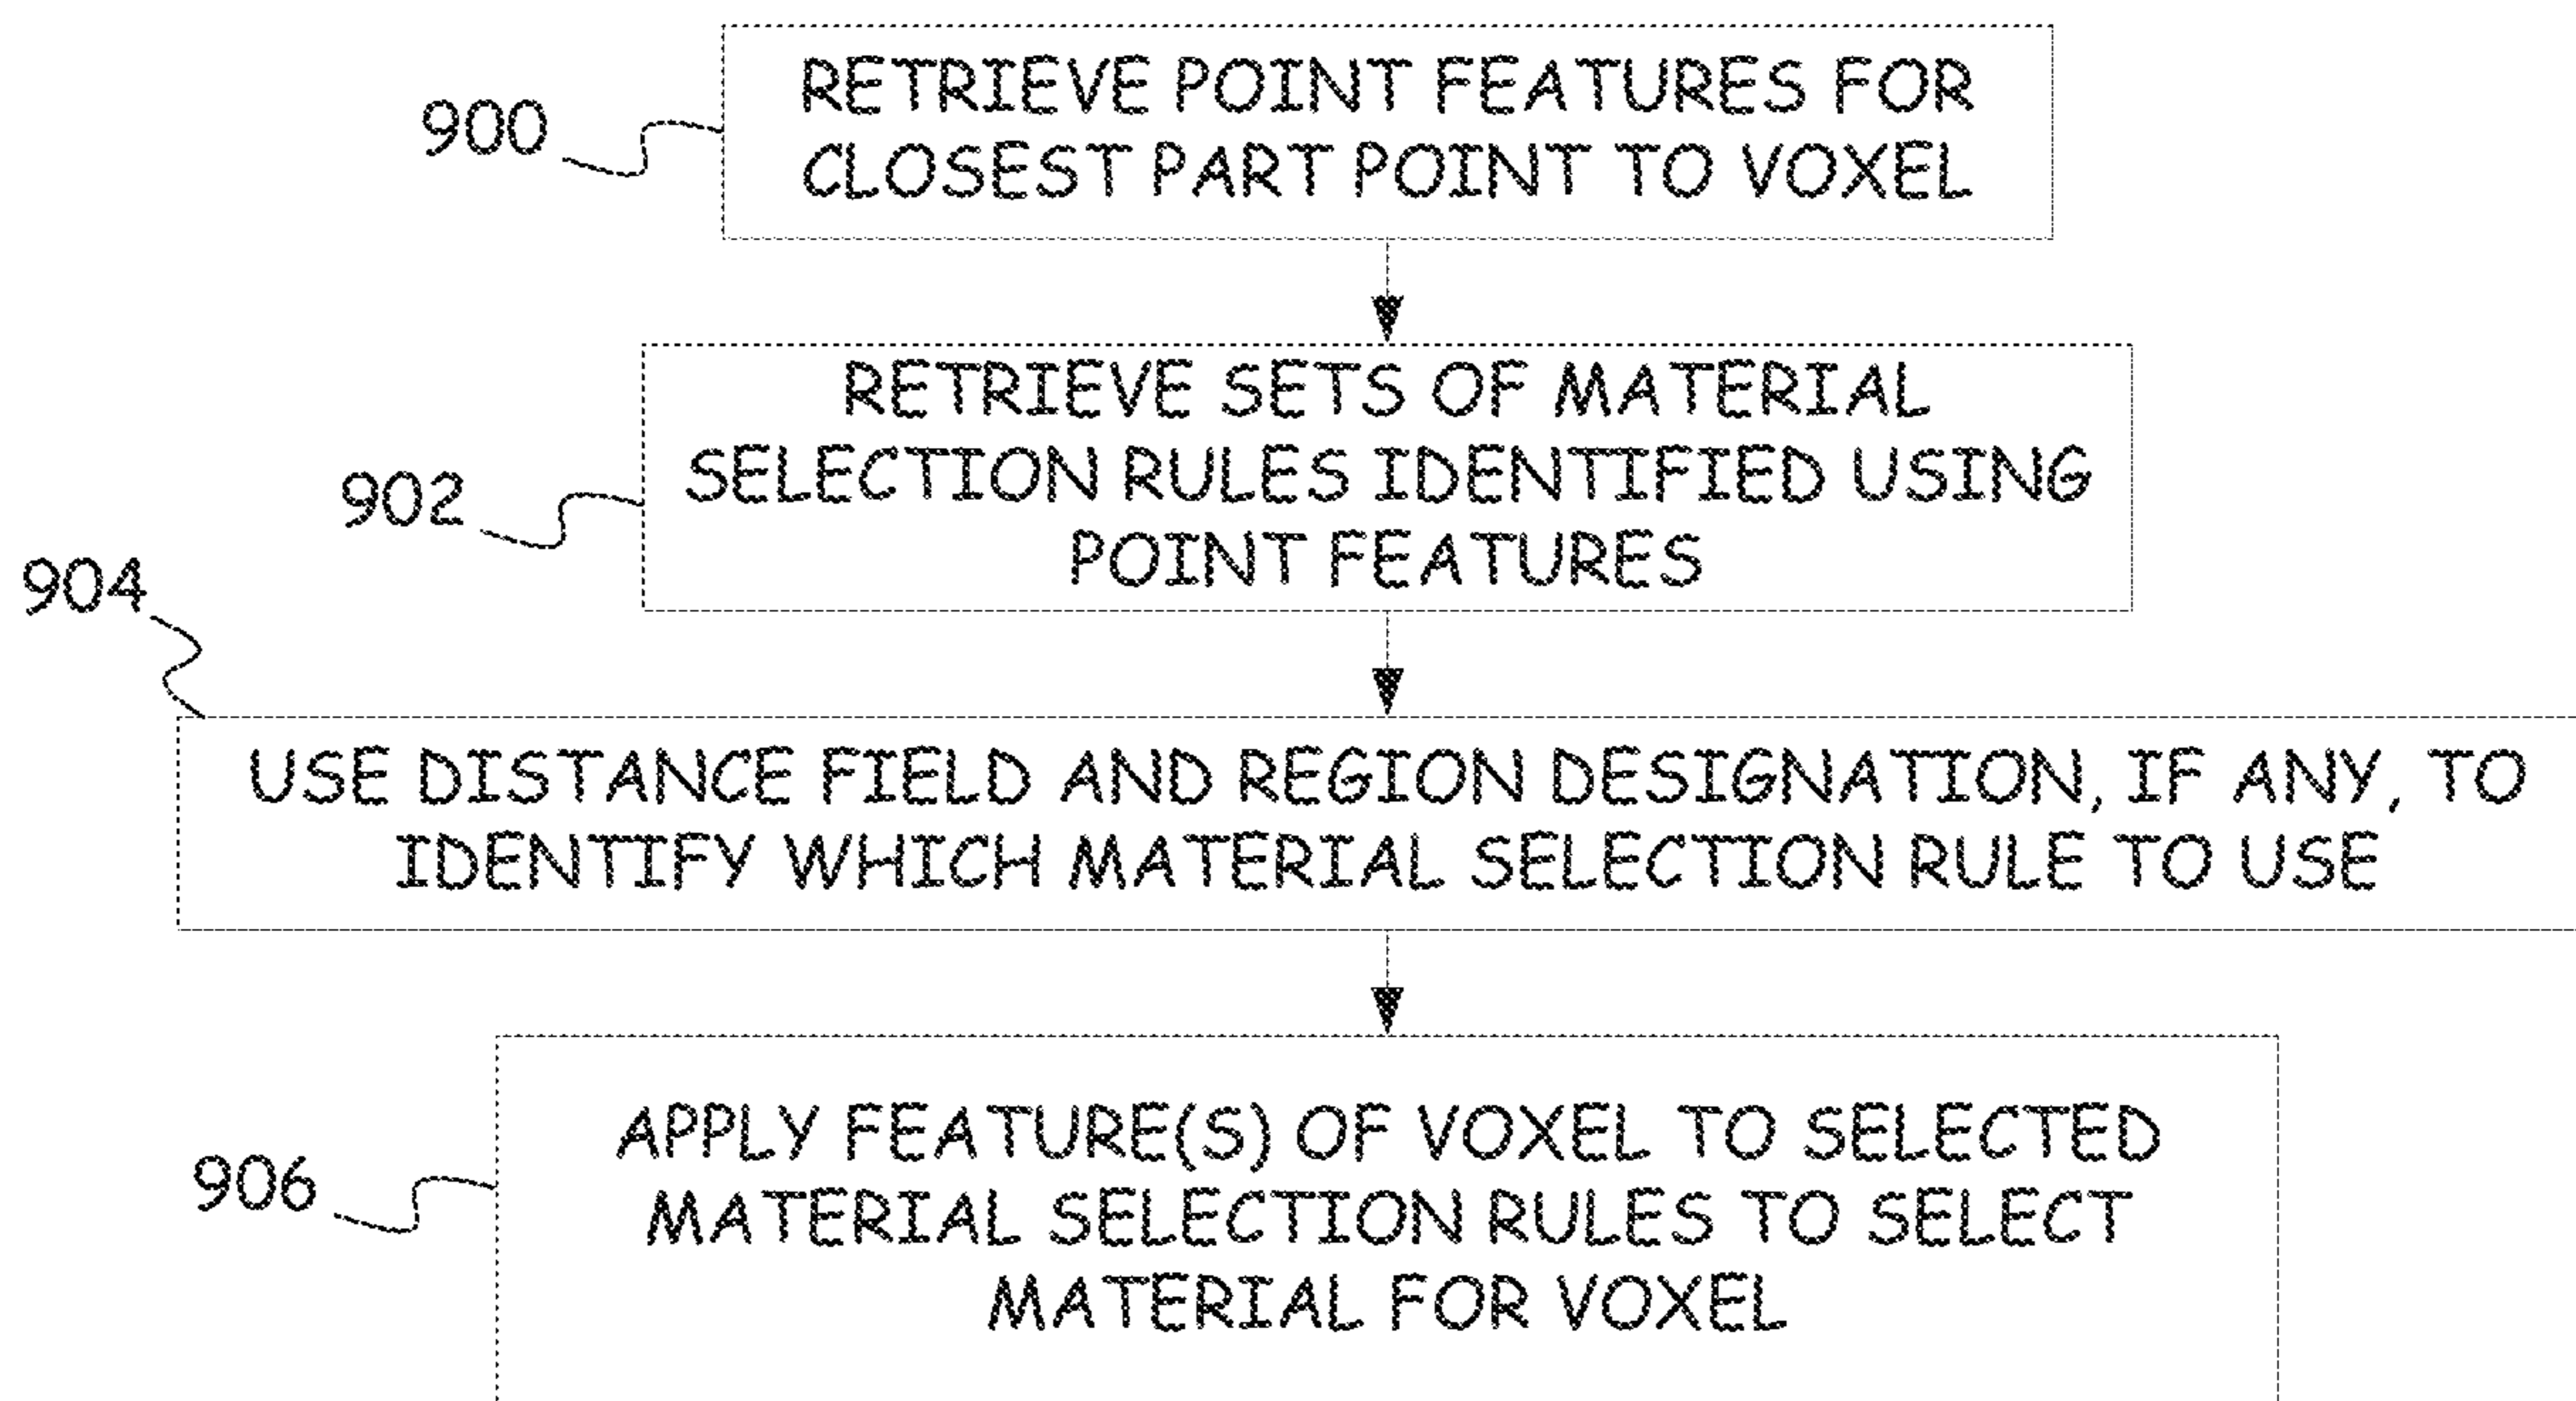 900
RETRIEVE POINT FEATURES FOR
CLOSEST PART POINT TO VOXEL
902
RETRIEVE SETS OF MATERIAL
SELECTION RULES IDENTIFIED USING
POINT FEATURES
904
USE DISTANCE FIELD AND REGION DESIGNATION, IF ANY, TO
IDENTIFY WHICH MATERIAL SELECTION RULE TO USE
906
APPLY FEATURE(S) OF VOXEL TO SELECTED
MATERIAL SELECTION RULES TO SELECT
MATERIAL FOR VOXEL